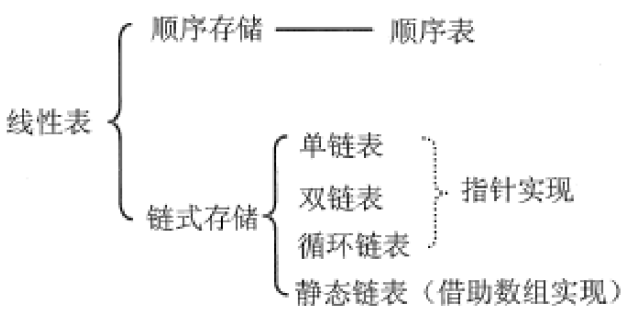 顺序存储 顺序表
线性表
单链表
双链表
指针实现
链式存储
循环链表
静态链表（借助数组实现）